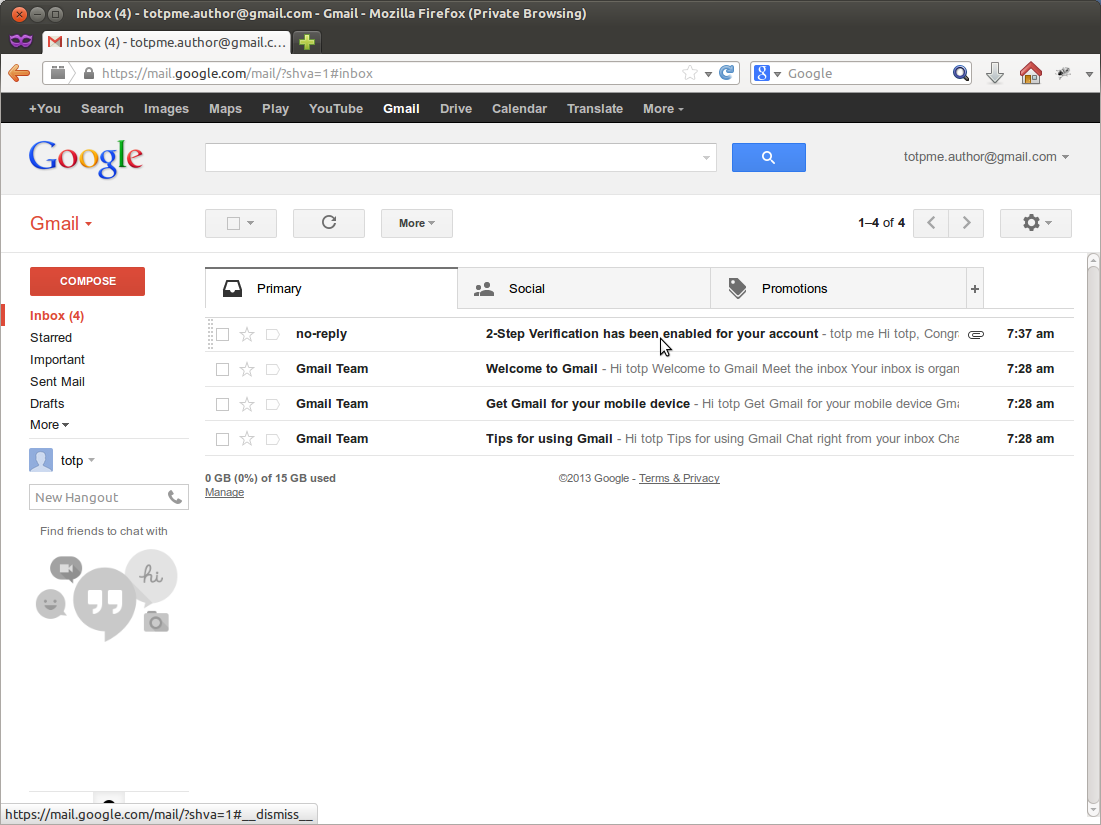 Inbox (4) - totpme.author@gmail.com - Gmail - Mozilla Firefox (Private Browsing)
Inbox (4) - totpme.author@gmail.c...
https://mail.google.com/mail/?shva=1#inbox
8 Google
+You Search Images Maps Play YouTube Gmail Drive Calendar Translate More
Google
totpme.author@gmail.com
Gmail
More
1–4 of 4
COMPOSE
Primary
Social
Promotions
+
Inbox (4)
Starred
Important
Sent Mail
Drafts
More
no-reply 2-Step Verification has been enabled for your account - totp me Hi totp, Congr 7:37 am
Gmail Team Welcome to Gmail - Hi totp Welcome to Gmail Meet the inbox Your inbox is organ 7:28 am
Gmail Team Get Gmail for your mobile device - Hi totp Get Gmail for your mobile device Gma 7:28 am
Gmail Team Tips for using Gmail - Hi totp Tips for using Gmail Chat right from your inbox Cha 7:28 am
totp
New Hangout
Find friends to chat with
hi
0 GB (0%) of 15 GB used
Manage
©2013 Google - Terms & Privacy
https://mail.google.com/mail/?shva=1#__dismiss__